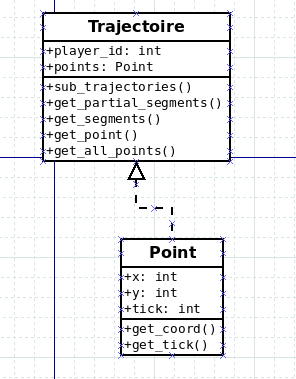 Trajectoire
+player_id: int
+points: Point
+sub_trajectories()
+get_partial_segments()
+get_segments()
+get_point()
+get_all_points()
Point
+x: int
+y: int
+tick: int
+get_coord()
+get_tick()